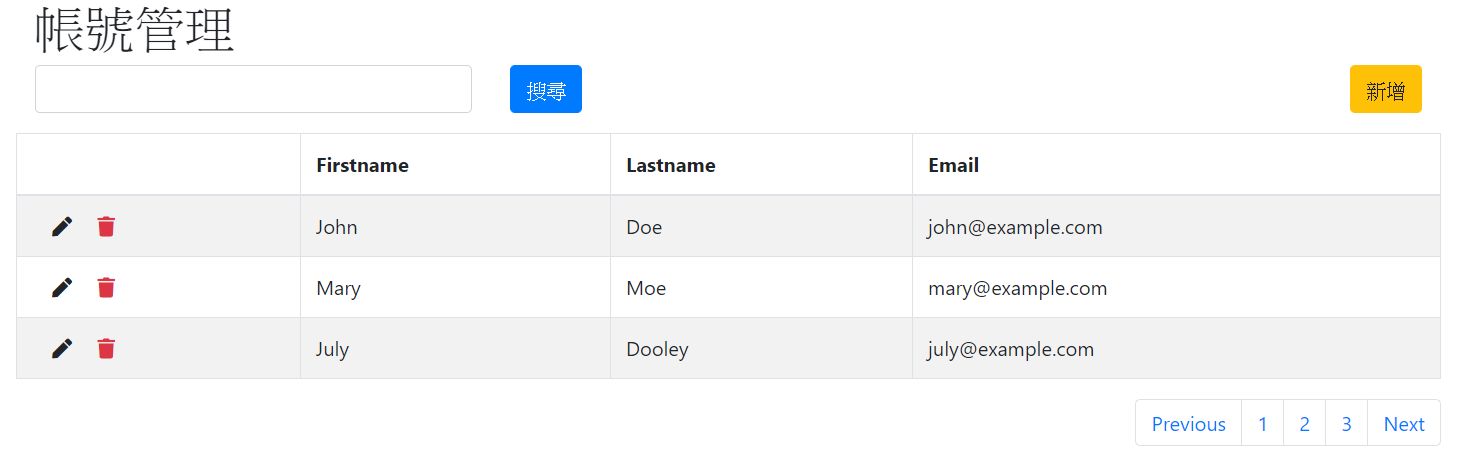 帳號管理
搜尋 新增
Firstname Lastname Email
John Doe john@example.com
Mary Moe mary@example.com
July Dooley july@example.com
Previous 1 2 3 Next